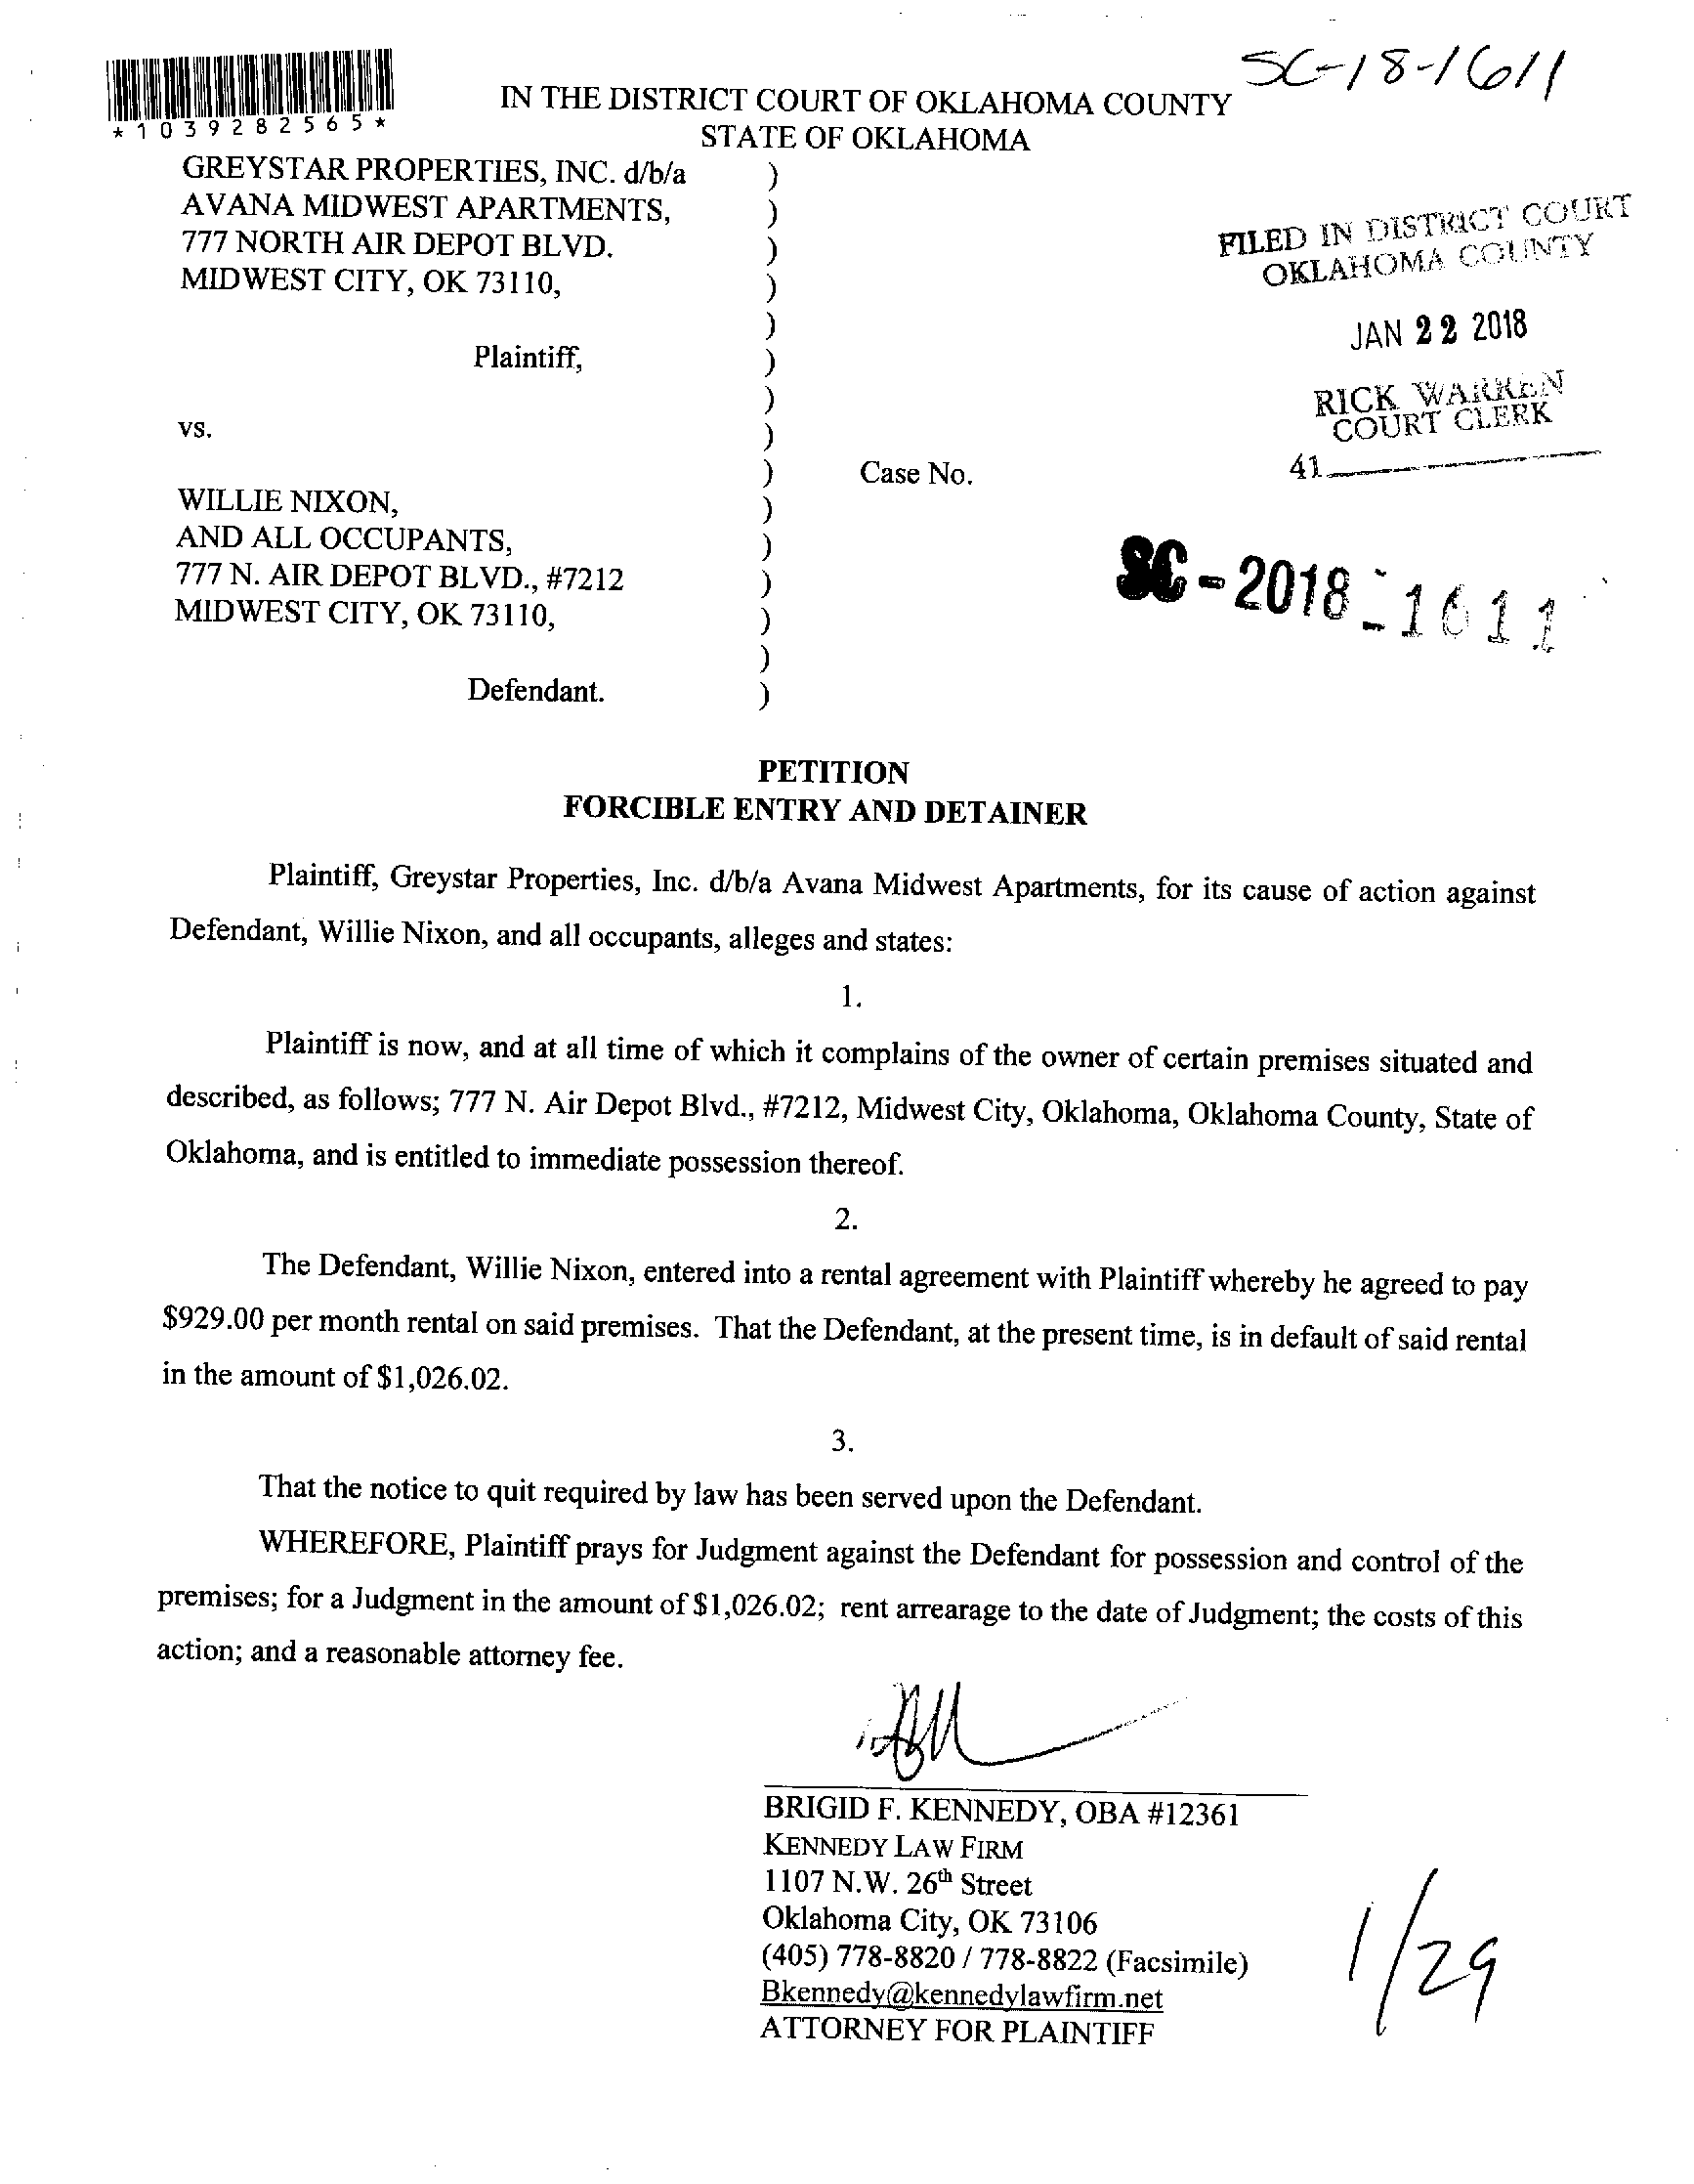 SC-18-1611
*1039282565*
IN THE DISTRICT COURT OF OKLAHOMA COUNTY
STATE OF OKLAHOMA
GREYSTAR PROPERTIES, INC. d/b/a )
AVANA MIDWEST APARTMENTS, )
777 NORTH AIR DEPOT BLVD. )
MIDWEST CITY, OK 73110, )
)
Plaintiff, )
)
vs. )
) Case No.
WILLIE NIXON, )
AND ALL OCCUPANTS, )
777 N. AIR DEPOT BLVD., #7212 )
MIDWEST CITY, OK 73110, )
)
Defendant. )
FILED IN DISTRICT COURT
OKLAHOMA COUNTY
JAN 22 2018
RICK WARREN
COURT CLERK
41
SC-2018-1611
PETITION
FORCIBLE ENTRY AND DETAINER
Plaintiff, Greystar Properties, Inc. d/b/a Avana Midwest Apartments, for its cause of action against
Defendant, Willie Nixon, and all occupants, alleges and states:
1.
Plaintiff is now, and at all time of which it complains of the owner of certain premises situated and
described, as follows; 777 N. Air Depot Blvd., #7212, Midwest City, Oklahoma, Oklahoma County, State of
Oklahoma, and is entitled to immediate possession thereof.
2.
The Defendant, Willie Nixon, entered into a rental agreement with Plaintiff whereby he agreed to pay
$929.00 per month rental on said premises. That the Defendant, at the present time, is in default of said rental
in the amount of $1,026.02.
3.
That the notice to quit required by law has been served upon the Defendant.
WHEREFORE, Plaintiff prays for Judgment against the Defendant for possession and control of the
premises; for a Judgment in the amount of $1,026.02; rent arrearage to the date of Judgment; the costs of this
action; and a reasonable attorney fee.
BRIGID F. KENNEDY, OBA #12361
KENNEDY LAW FIRM
1107 N.W. 26th Street
Oklahoma City, OK 73106
(405) 778-8820 / 778-8822 (Facsimile)
Bkennedy@kennedylawfirm.net
ATTORNEY FOR PLAINTIFF
1/29